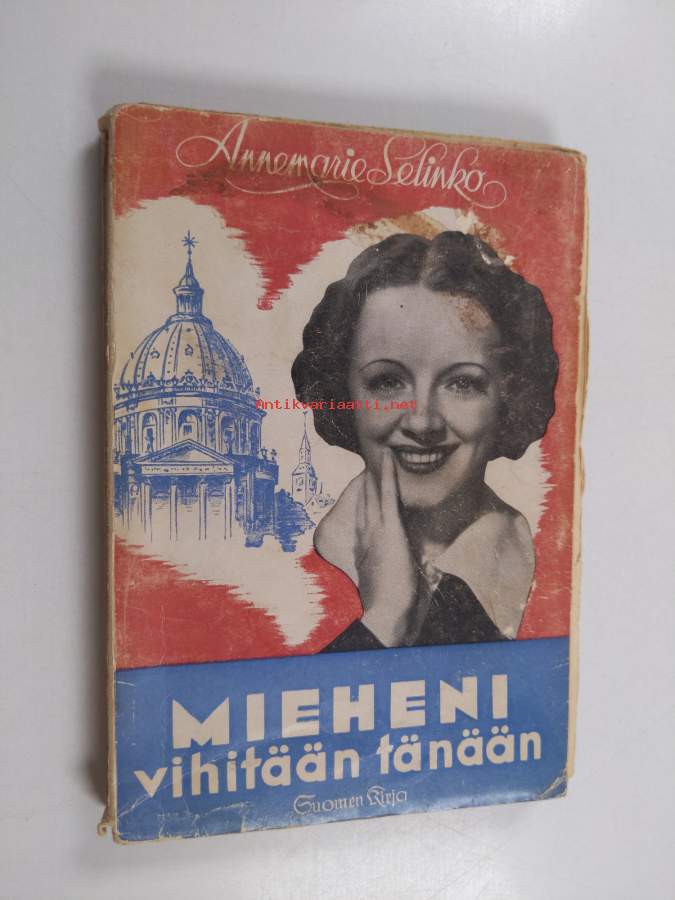 Annemarie Selinko
Antikvariaatti.net
MIEHENI
vihitään tänään
Suomen Kirja